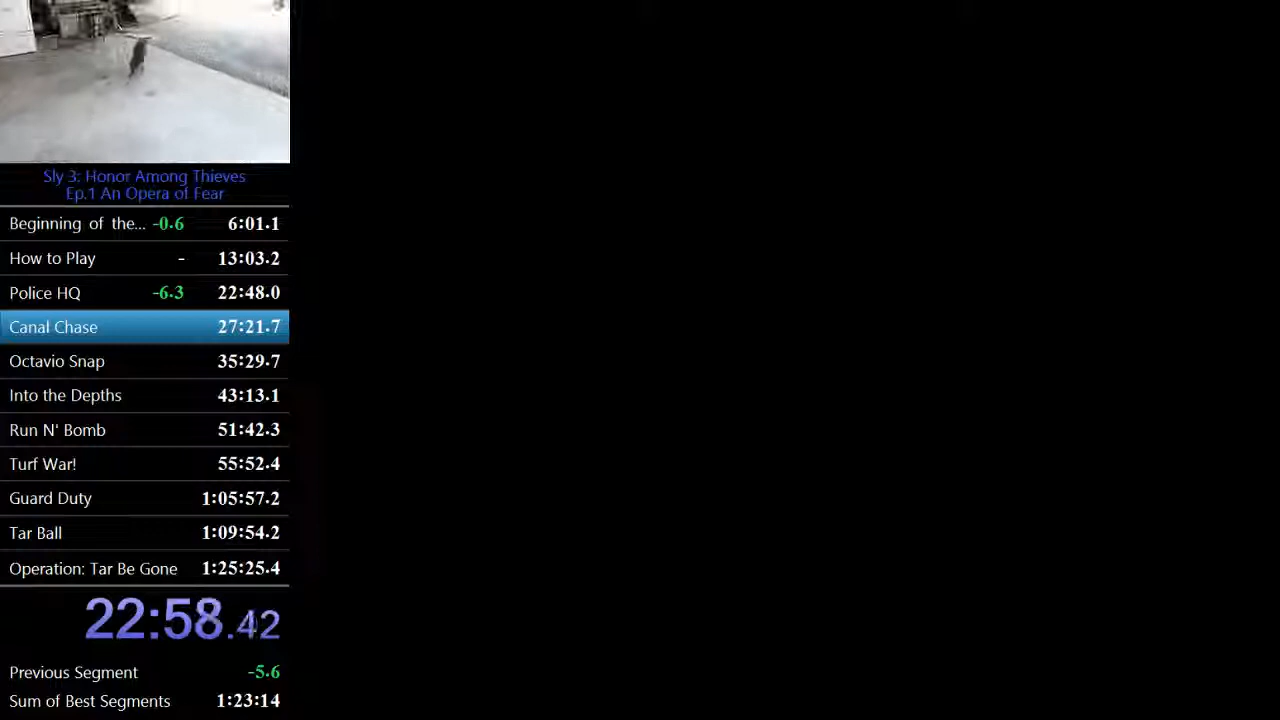 Sly 3: Honor Among Thieves
Ep.1 An Opera of Fear
Beginning of the... -0.6 6:01.1
How to Play - 13:03.2
Police HQ -6.3 22:48.0
Canal Chase 27:21.7
Octavio Snap 35:29.7
Into the Depths 43:13.1
Run N' Bomb 51:42.3
Turf War! 55:52.4
Guard Duty 1:05:57.2
Tar Ball 1:09:54.2
Operation: Tar Be Gone 1:25:25.4
22:58.42
Previous Segment -5.6
Sum of Best Segments 1:23:14